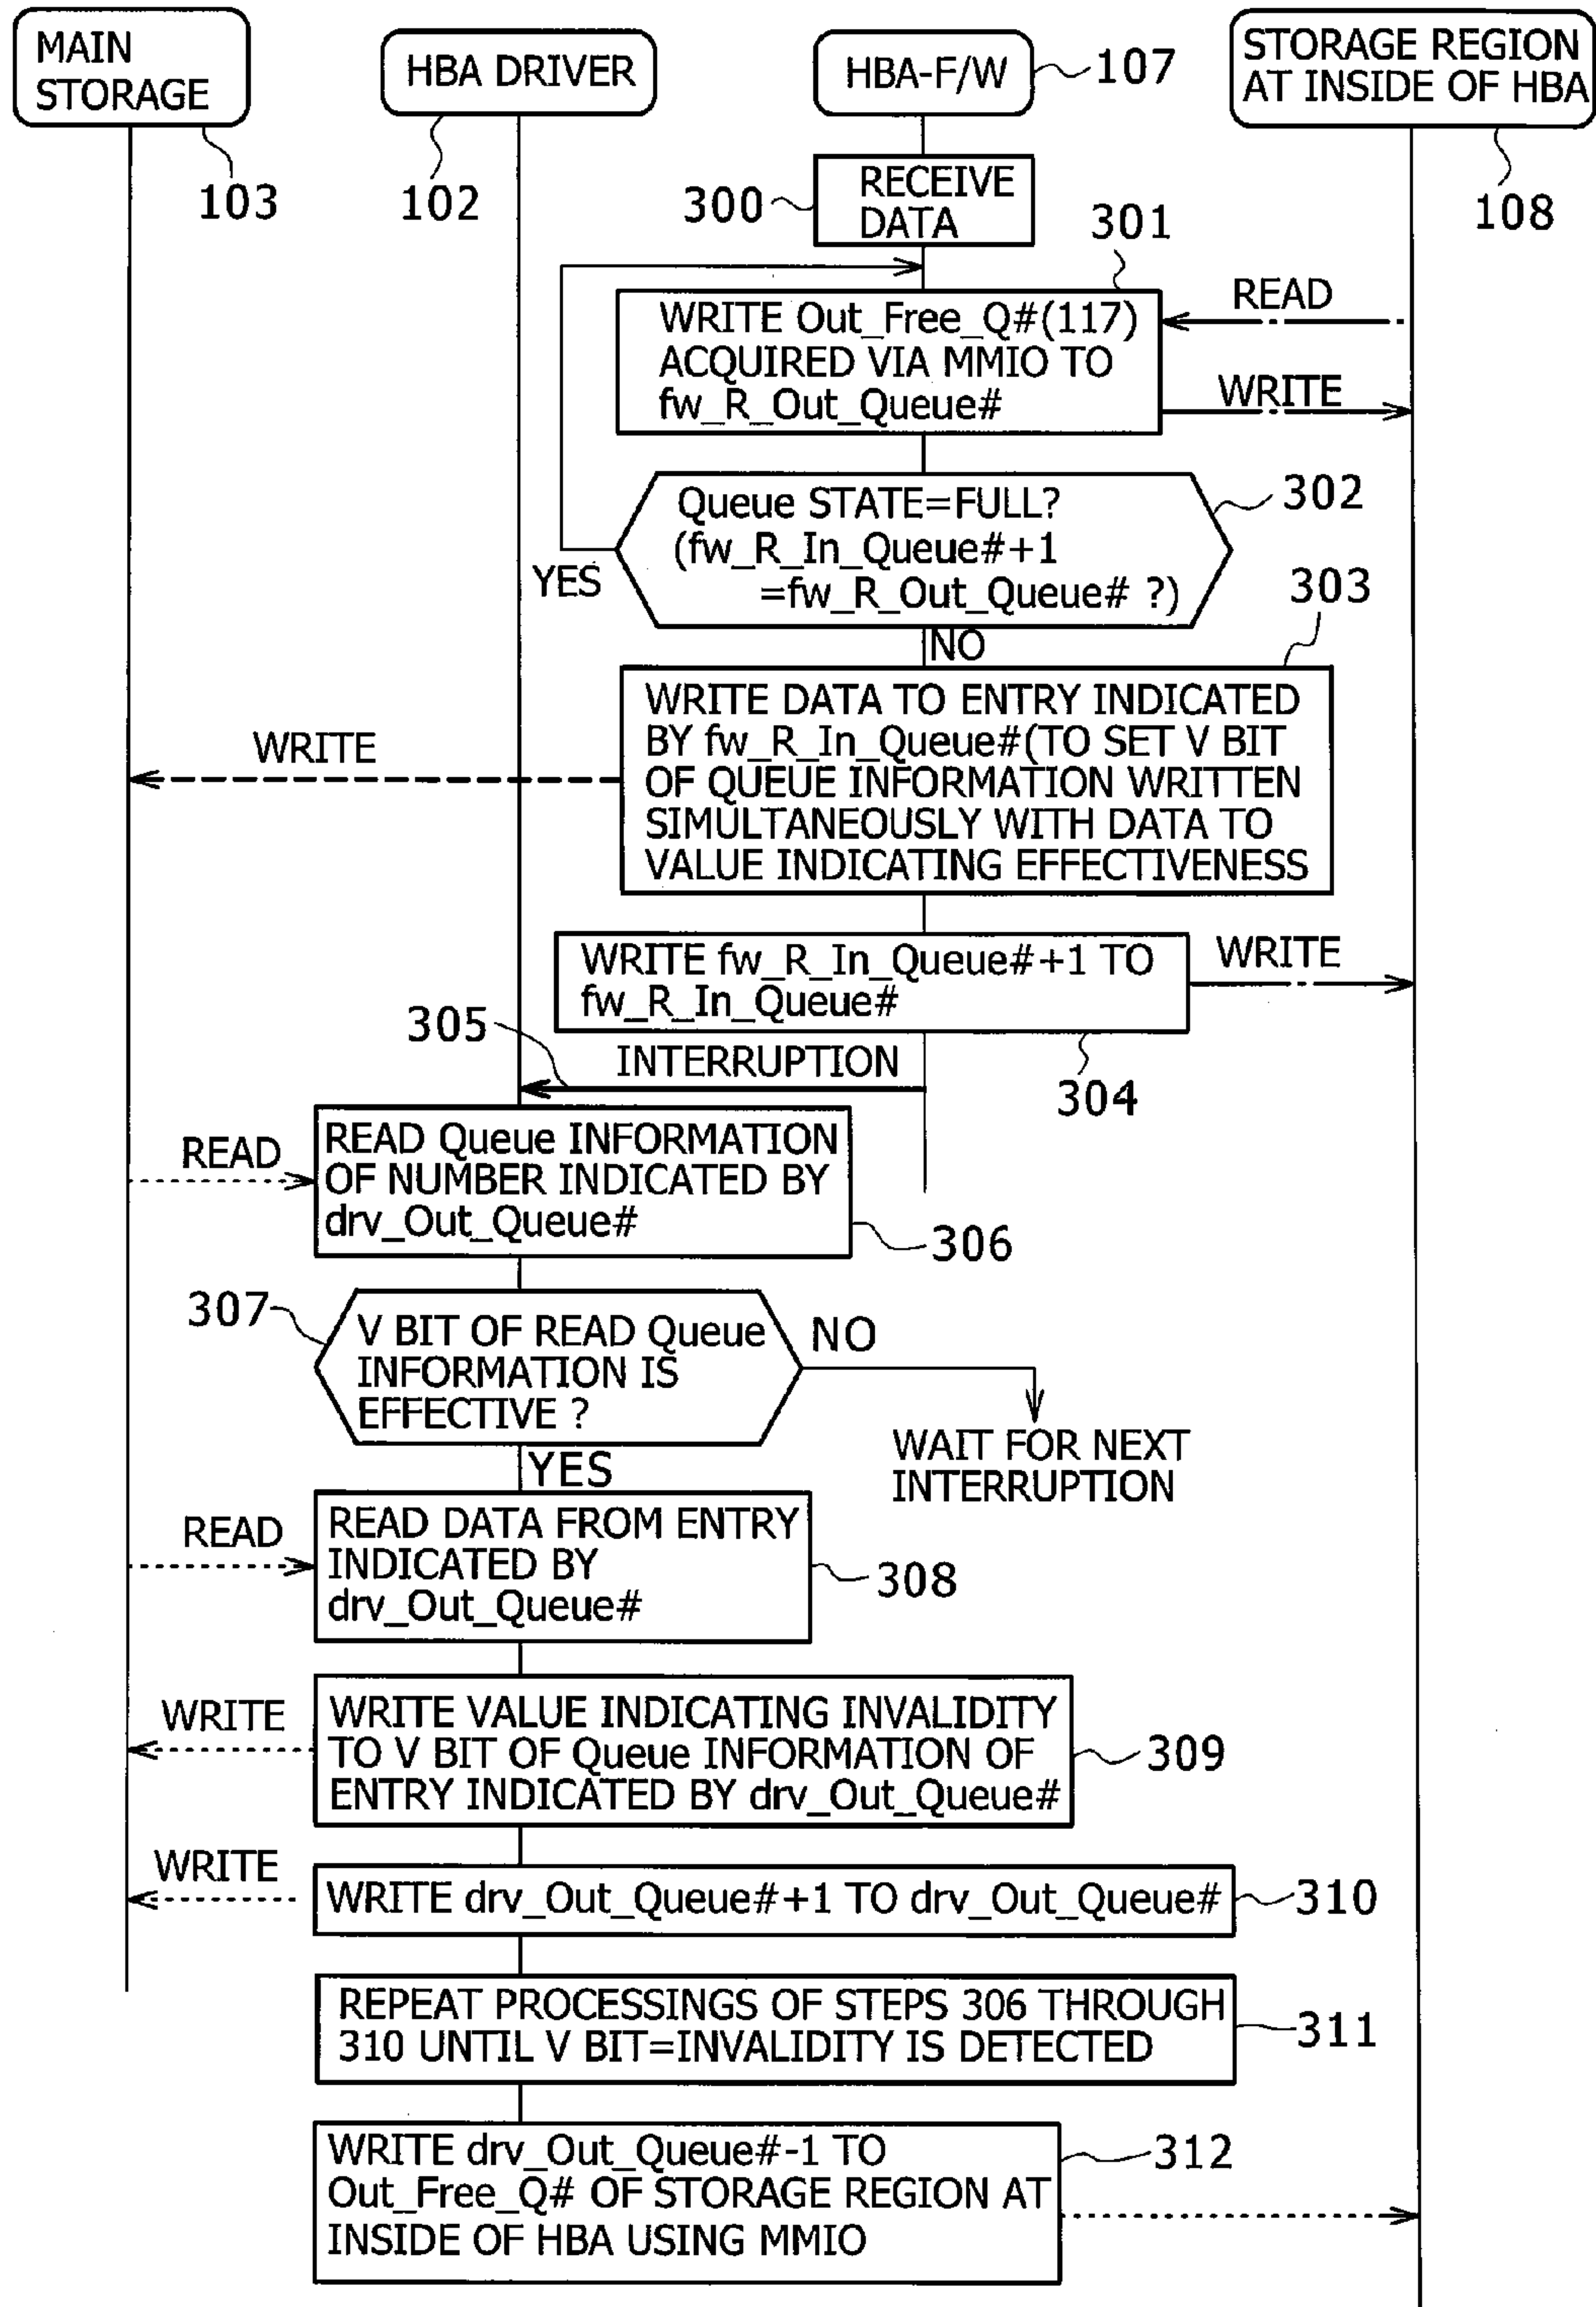 MAIN
STORAGE
103
HBA DRIVER
102
HBA-F/W
107
STORAGE REGION
AT INSIDE OF HBA
108
300
RECEIVE
DATA
301
WRITE Out_Free_Q#(117)
ACQUIRED VIA MMIO TO
fw_R_Out_Queue#
READ
WRITE
302
Queue STATE=FULL?
(fw_R_In_Queue#+1
=fw_R_Out_Queue# ?)
YES
NO
303
WRITE DATA TO ENTRY INDICATED
BY fw_R_In_Queue#(TO SET V BIT
OF QUEUE INFORMATION WRITTEN
SIMULTANEOUSLY WITH DATA TO
VALUE INDICATING EFFECTIVENESS
WRITE
WRITE fw_R_In_Queue#+1 TO
fw_R_In_Queue#
WRITE
304
305
INTERRUPTION
READ
READ Queue INFORMATION
OF NUMBER INDICATED BY
drv_Out_Queue#
306
307
V BIT OF READ Queue
INFORMATION IS
EFFECTIVE ?
NO
WAIT FOR NEXT
INTERRUPTION
YES
READ
READ DATA FROM ENTRY
INDICATED BY
drv_Out_Queue#
308
WRITE
WRITE VALUE INDICATING INVALIDITY
TO V BIT OF Queue INFORMATION OF
ENTRY INDICATED BY drv_Out_Queue#
309
WRITE
WRITE drv_Out_Queue#+1 TO drv_Out_Queue#
310
REPEAT PROCESSINGS OF STEPS 306 THROUGH
310 UNTIL V BIT=INVALIDITY IS DETECTED
311
WRITE drv_Out_Queue#-1 TO
Out_Free_Q# OF STORAGE REGION AT
INSIDE OF HBA USING MMIO
312